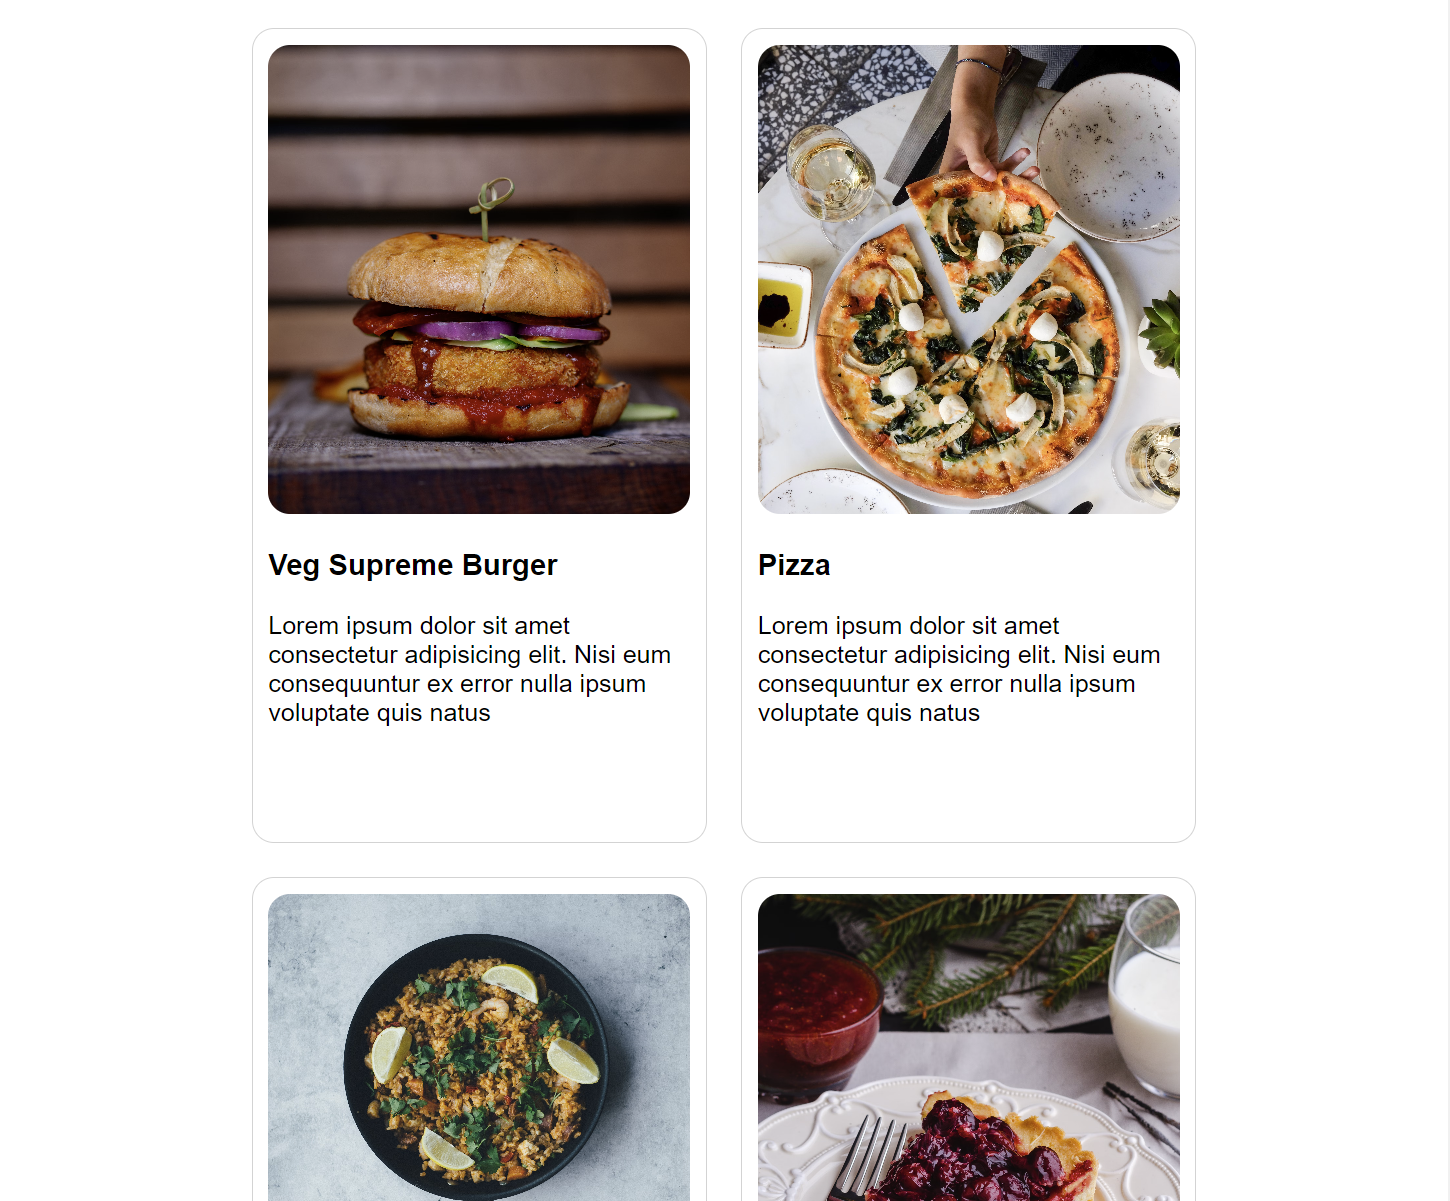 Veg Supreme Burger
Lorem ipsum dolor sit amet
consectetur adipisicing elit. Nisi eum
consequuntur ex error nulla ipsum
voluptate quis natus
Pizza
Lorem ipsum dolor sit amet
consectetur adipisicing elit. Nisi eum
consequuntur ex error nulla ipsum
voluptate quis natus